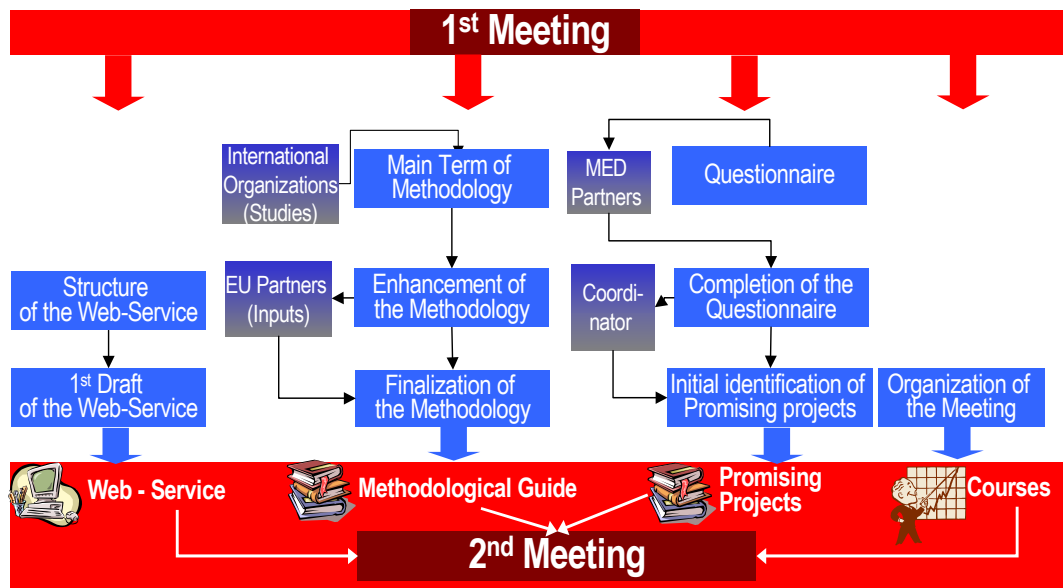 1st Meeting
International
Organizations
(Studies)
Main Term of
Methodology
MED
Partners
Questionnaire
Structure
of the Web-Service
EU Partners
(Inputs)
Enhancement of
the Methodology
Coordi-
nator
Completion of the
Questionnaire
1st Draft
of the Web-Service
Finalization of
the Methodology
Initial identification of
Promising projects
Organization of
the Meeting
Web - Service
Methodological Guide
Promising
Projects
Courses
2nd Meeting